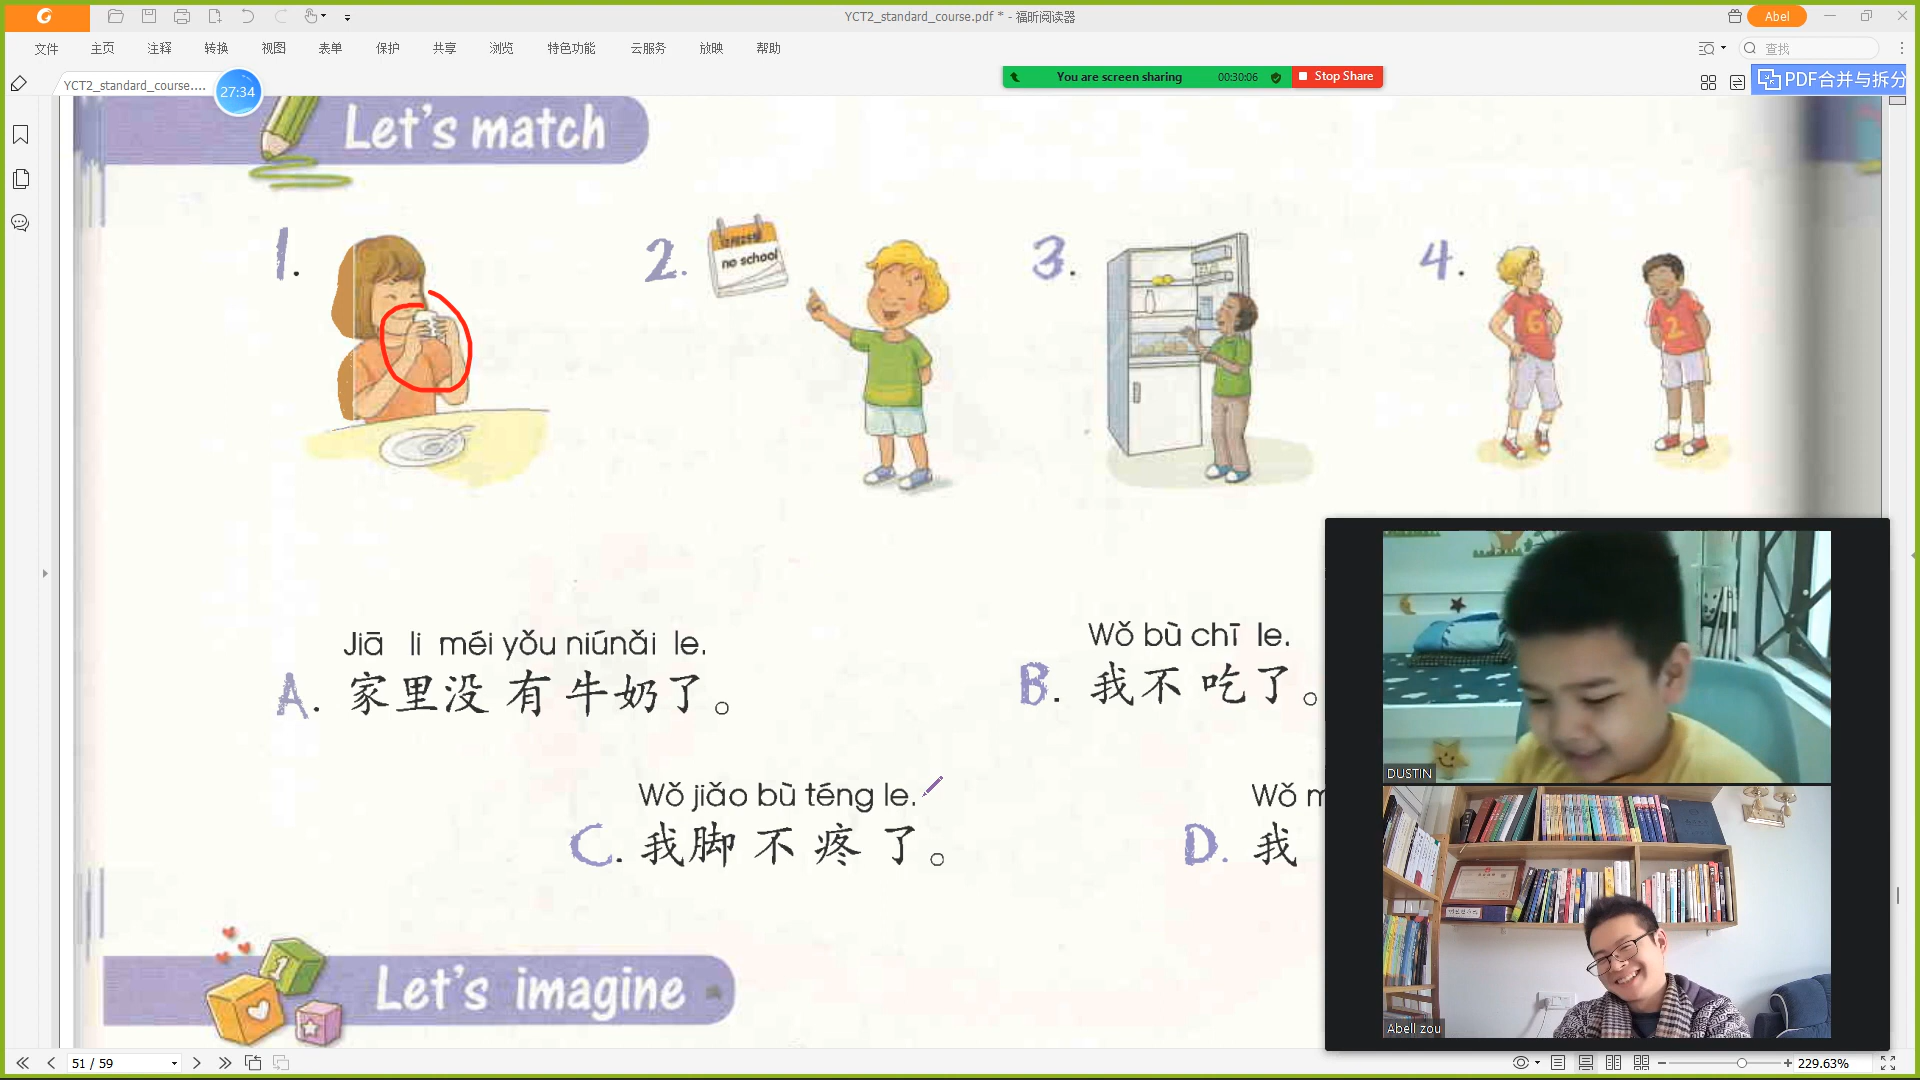 YCT2_standard_course.pdf * - 福昕阅读器
Abel
文件 主页 注释 转换 视图 表单 保护 共享 浏览 特色功能 云服务 放映 帮助
查找
YCT2_standard_course....
27:34
You are screen sharing 00:30:06 Stop Share
PDF合并与拆分
Let's match
1.
2.
no school
3.
4.
6
2
Jiā li méi yǒu niúnǎi le.
A. 家里没有牛奶了。
Wǒ bù chī le.
B. 我不吃了。
Wǒ jiǎo bù téng le.
C. 我脚不疼了。
Wǒ
D. 我
1
Let's imagine
DUSTIN
Abell zou
51 / 59
229.63%